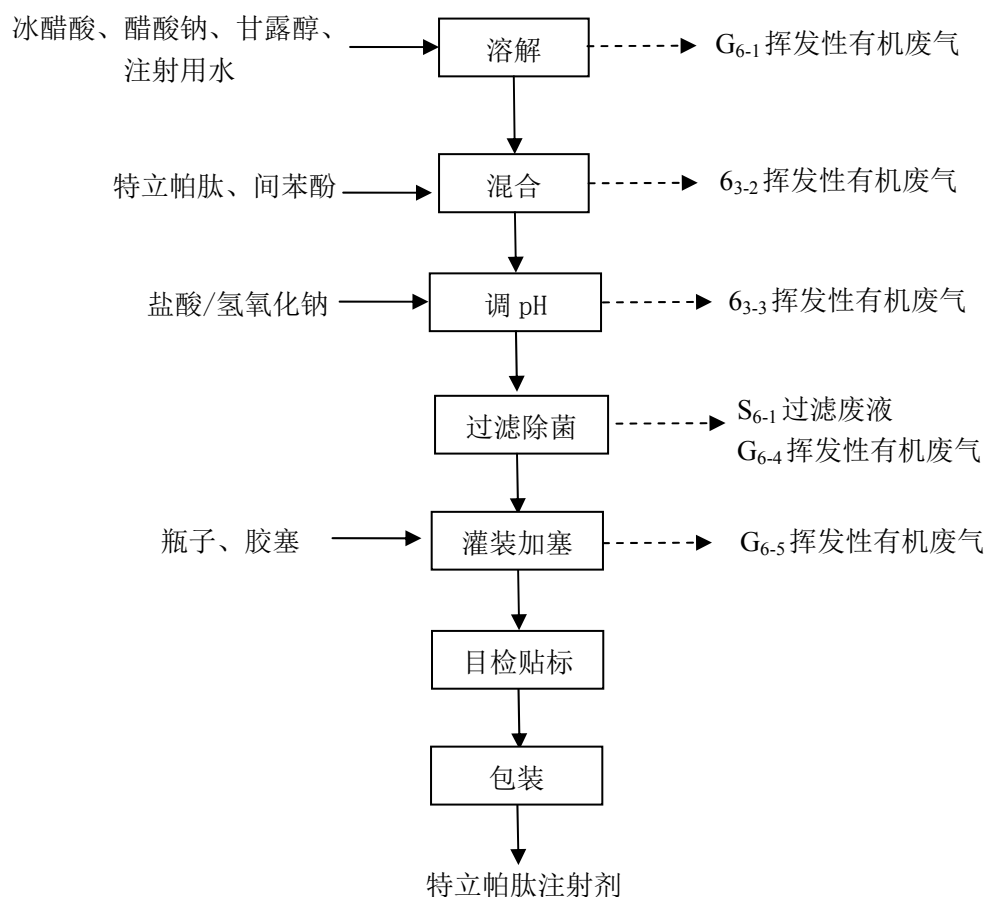 冰醋酸、醋酸钠、甘露醇、
注射用水
溶解
G6-1挥发性有机废气
特立帕肽、间苯酚
混合
63-2挥发性有机废气
盐酸/氢氧化钠
调 pH
63-3挥发性有机废气
过滤除菌
S6-1过滤废液
G6-4挥发性有机废气
瓶子、胶塞
灌装加塞
G6-5挥发性有机废气
目检贴标
包装
特立帕肽注射剂